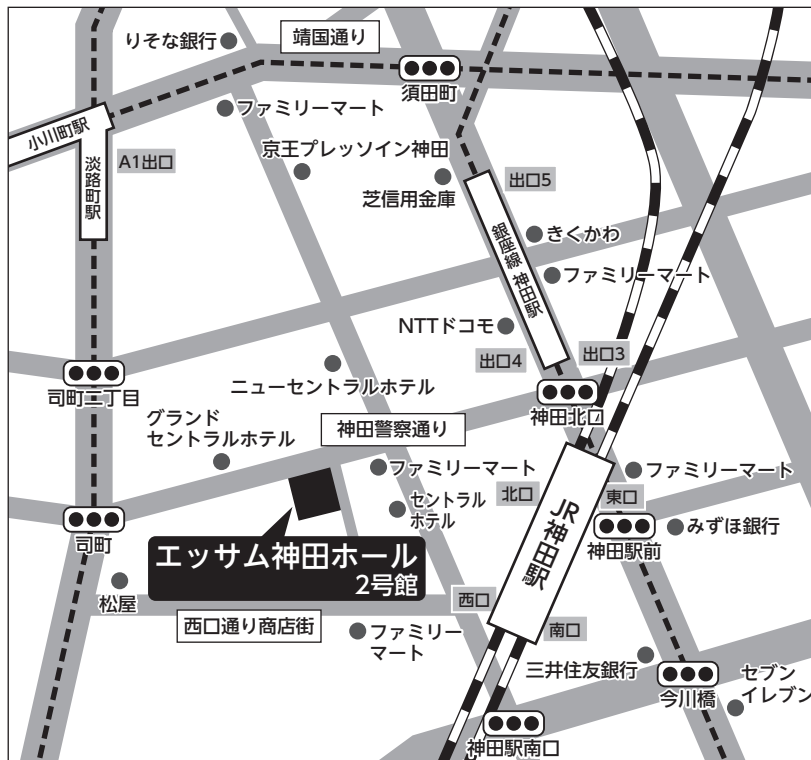 りそな銀行
靖国通り
須田町
小川町駅
ファミリーマート
A1出口
京王プレッソイン神田
淡路町駅
芝信用金庫
出口5
銀座線 神田駅
きくかわ
ファミリーマート
NTTドコモ
出口4
出口3
司町二丁目
ニューセントラルホテル
神田北口
グランド
セントラルホテル
神田警察通り
ファミリーマート
ファミリーマート
北口
JR神田駅
東口
セントラル
ホテル
司町
神田駅前
みずほ銀行
エッサム神田ホール
2号館
松屋
西口
西口通り商店街
ファミリー
マート
南口
三井住友銀行
今川橋
セブン
イレブン
神田駅南口